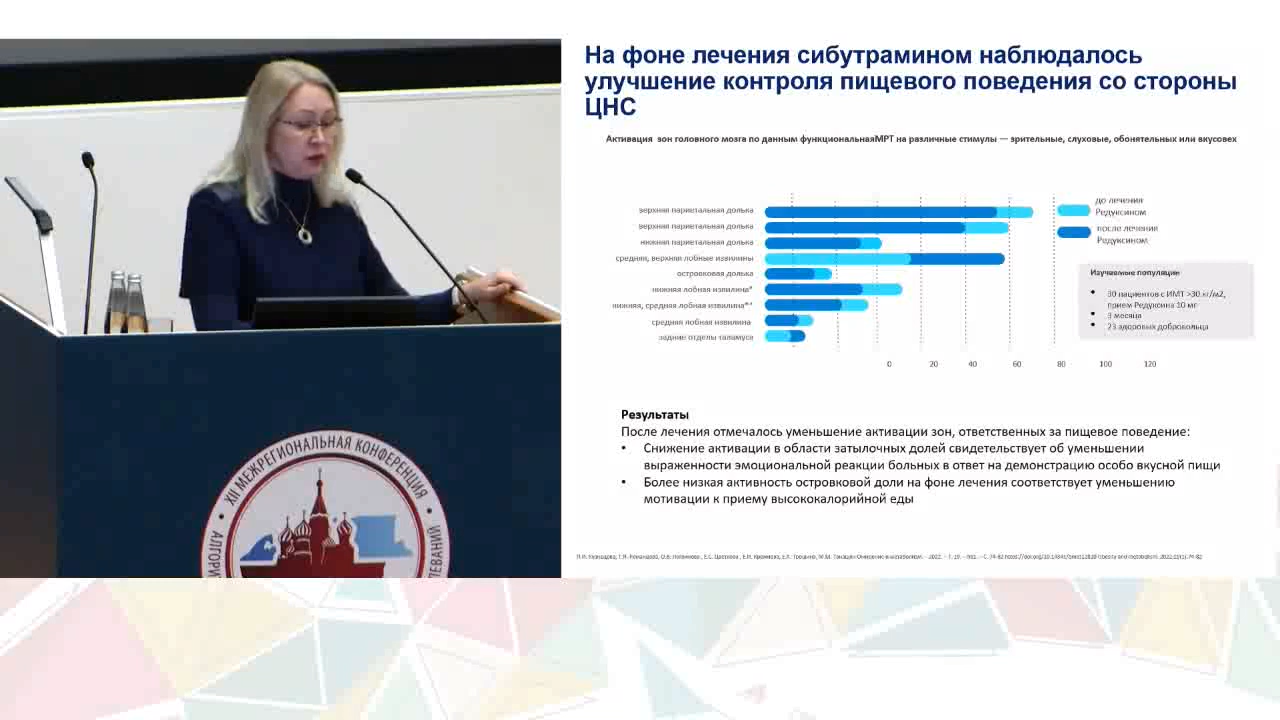 На фоне лечения сибутрамином наблюдалось
улучшение контроля пищевого поведения со стороны
ЦНС
Активация зон головного мозга по данным функциональнаяМРТ на различные стимулы — зрительные, слуховые, обонятельных или вкусовех
верхняя париетальная долька
верхняя париетальная долька
нижняя париетальная долька
средняя, верхняя лобные извилины
островковая долька
нижняя лобная извилина*
нижняя, средняя лобная извилина**
средняя лобная извилина
задние отделы таламуса
0 20 40 60 80 100 120
до лечения
Редуксином
после лечения
Редуксином
Изучаемые популяции
• 30 пациентов с ИМТ >30 кг/м2,
прием Редуксина 10 мг
• 3 месяца
• 23 здоровых добровольца
Результаты
После лечения отмечалось уменьшение активации зон, ответственных за пищевое поведение:
• Снижение активации в области затылочных долей свидетельствует об уменьшении
выраженности эмоциональной реакции больных в ответ на демонстрацию особо вкусной пищи
• Более низкая активность островковой доли на фоне лечения соответствует уменьшению
мотивации к приему высококалорийной еды
XII МЕЖРЕГИОНАЛЬНАЯ КОНФЕРЕНЦИЯ